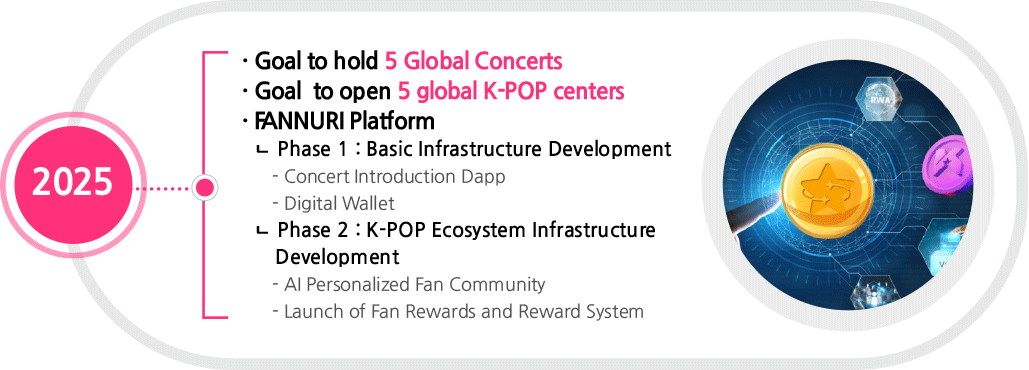 2025
· Goal to hold 5 Global Concerts
· Goal to open 5 global K-POP centers
· FANNURI Platform
ㄴ Phase 1 : Basic Infrastructure Development
- Concert Introduction Dapp
- Digital Wallet
ㄴ Phase 2 : K-POP Ecosystem Infrastructure
Development
- AI Personalized Fan Community
- Launch of Fan Rewards and Reward System
RWA